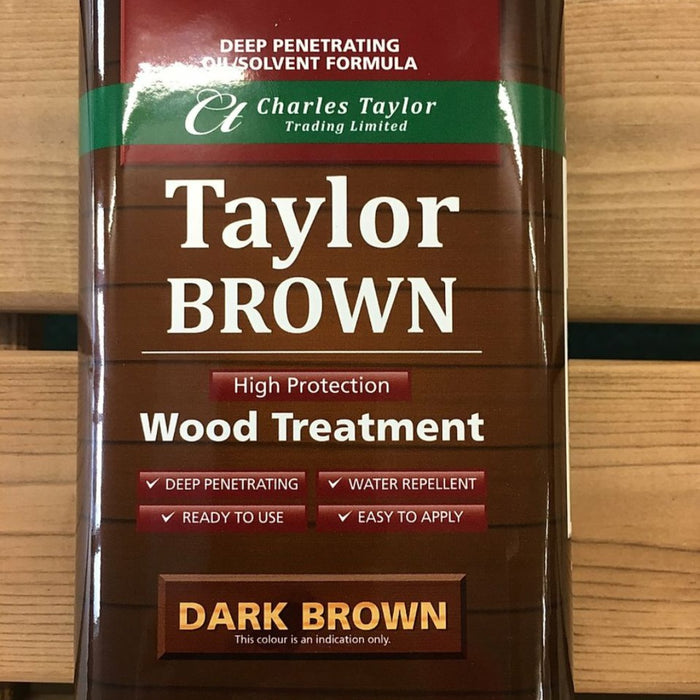 DEEP PENETRATING
OIL/SOLVENT FORMULA
Ct Charles Taylor
Trading Limited
Taylor
BROWN
High Protection
Wood Treatment
✓ DEEP PENETRATING ✓ WATER REPELLENT
✓ READY TO USE ✓ EASY TO APPLY
DARK BROWN
This colour is an indication only.